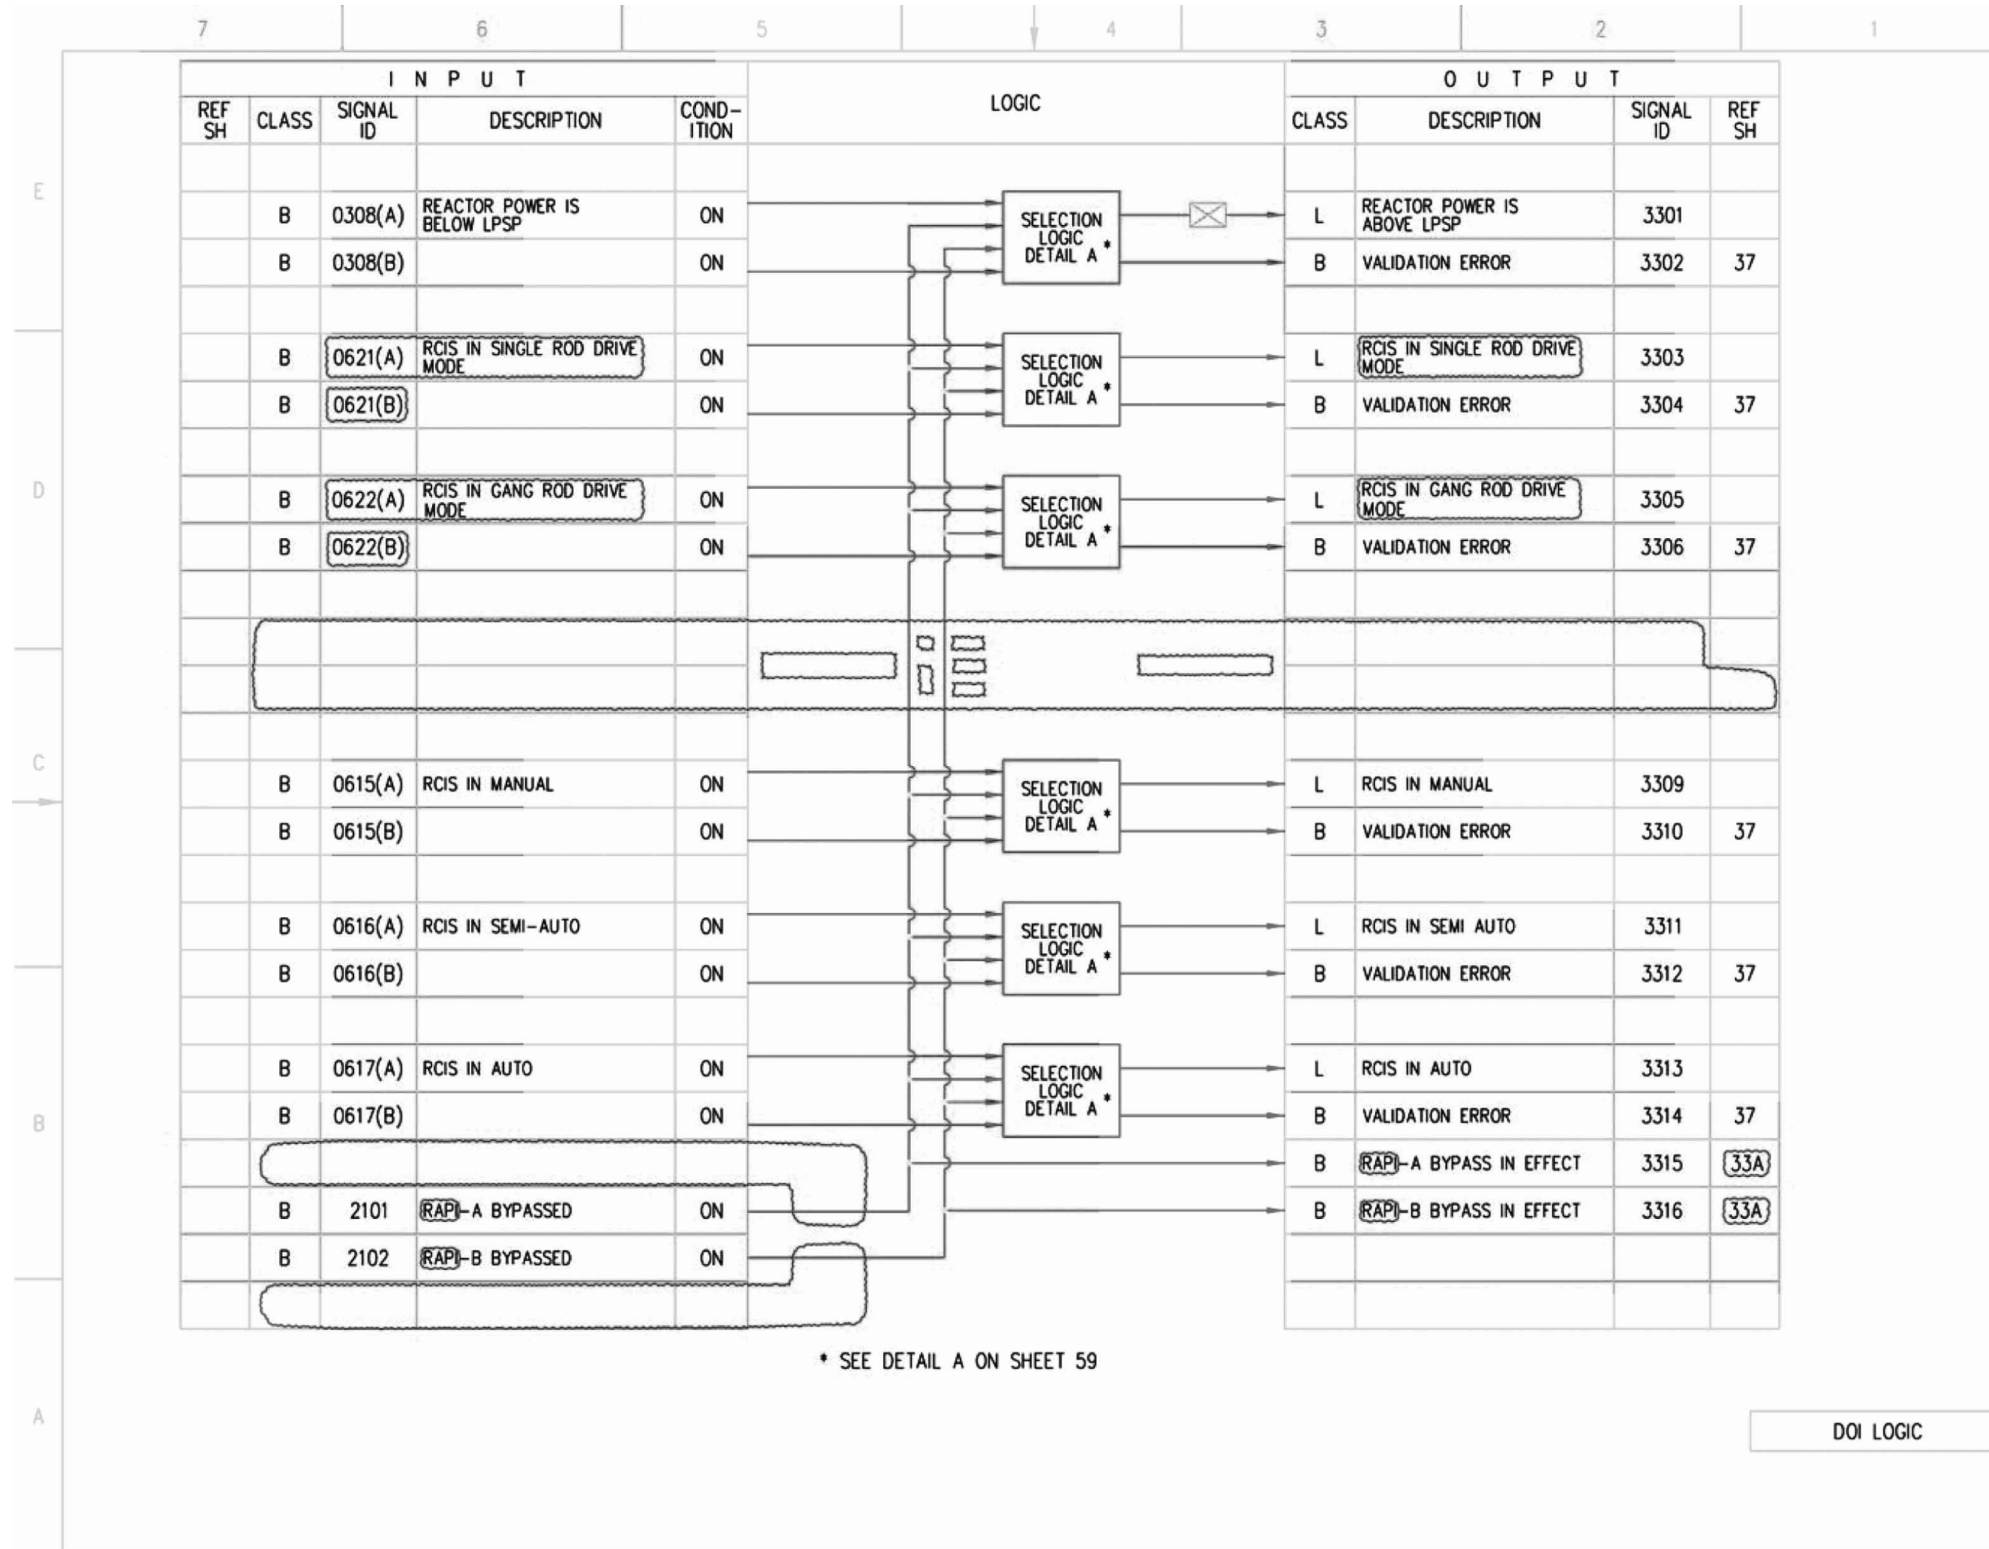 7 6 5 4 3 2 1
I N P U T
LOGIC
O U T P U T
REF SH CLASS SIGNAL ID DESCRIPTION COND-ITION
CLASS DESCRIPTION SIGNAL ID REF SH
E
B 0308(A) REACTOR POWER IS BELOW LPSP ON
SELECTION
LOGIC
DETAIL A *
L REACTOR POWER IS ABOVE LPSP 3301
B 0308(B) ON
B VALIDATION ERROR 3302 37
B 0621(A) RCIS IN SINGLE ROD DRIVE MODE ON
SELECTION
LOGIC
DETAIL A *
L RCIS IN SINGLE ROD DRIVE MODE 3303
B 0621(B) ON
B VALIDATION ERROR 3304 37
D
B 0622(A) RCIS IN GANG ROD DRIVE MODE ON
SELECTION
LOGIC
DETAIL A *
L RCIS IN GANG ROD DRIVE MODE 3305
B 0622(B) ON
B VALIDATION ERROR 3306 37
C
B 0615(A) RCIS IN MANUAL ON
SELECTION
LOGIC
DETAIL A *
L RCIS IN MANUAL 3309
B 0615(B) ON
B VALIDATION ERROR 3310 37
B 0616(A) RCIS IN SEMI-AUTO ON
SELECTION
LOGIC
DETAIL A *
L RCIS IN SEMI AUTO 3311
B 0616(B) ON
B VALIDATION ERROR 3312 37
B 0617(A) RCIS IN AUTO ON
SELECTION
LOGIC
DETAIL A *
L RCIS IN AUTO 3313
B
B 0617(B) ON
B VALIDATION ERROR 3314 37
B RAPI-A BYPASS IN EFFECT 3315 33A
B 2101 RAPI-A BYPASSED ON
B RAPI-B BYPASS IN EFFECT 3316 33A
B 2102 RAPI-B BYPASSED ON
* SEE DETAIL A ON SHEET 59
A
DOI LOGIC